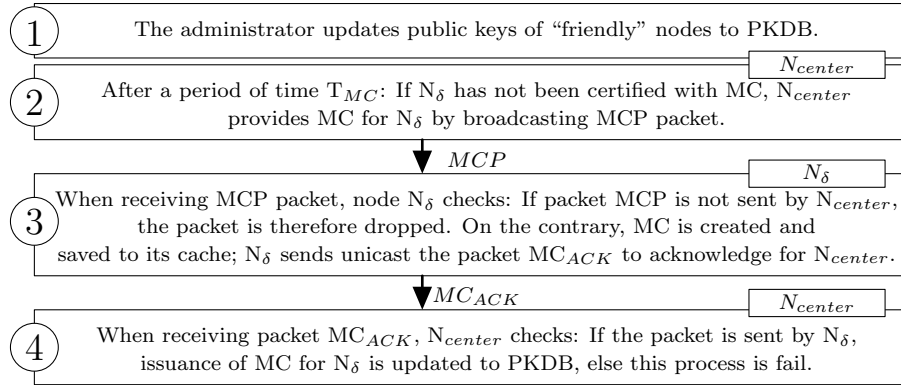 1
The administrator updates public keys of “friendly” nodes to PKDB.
N_center
2
After a period of time T_MC: If N_δ has not been certified with MC, N_center
provides MC for N_δ by broadcasting MCP packet.
MCP
N_δ
3
When receiving MCP packet, node N_δ checks: If packet MCP is not sent by N_center,
the packet is therefore dropped. On the contrary, MC is created and
saved to its cache; N_δ sends unicast the packet MC_ACK to acknowledge for N_center.
MC_ACK
N_center
4
When receiving packet MC_ACK, N_center checks: If the packet is sent by N_δ,
issuance of MC for N_δ is updated to PKDB, else this process is fail.